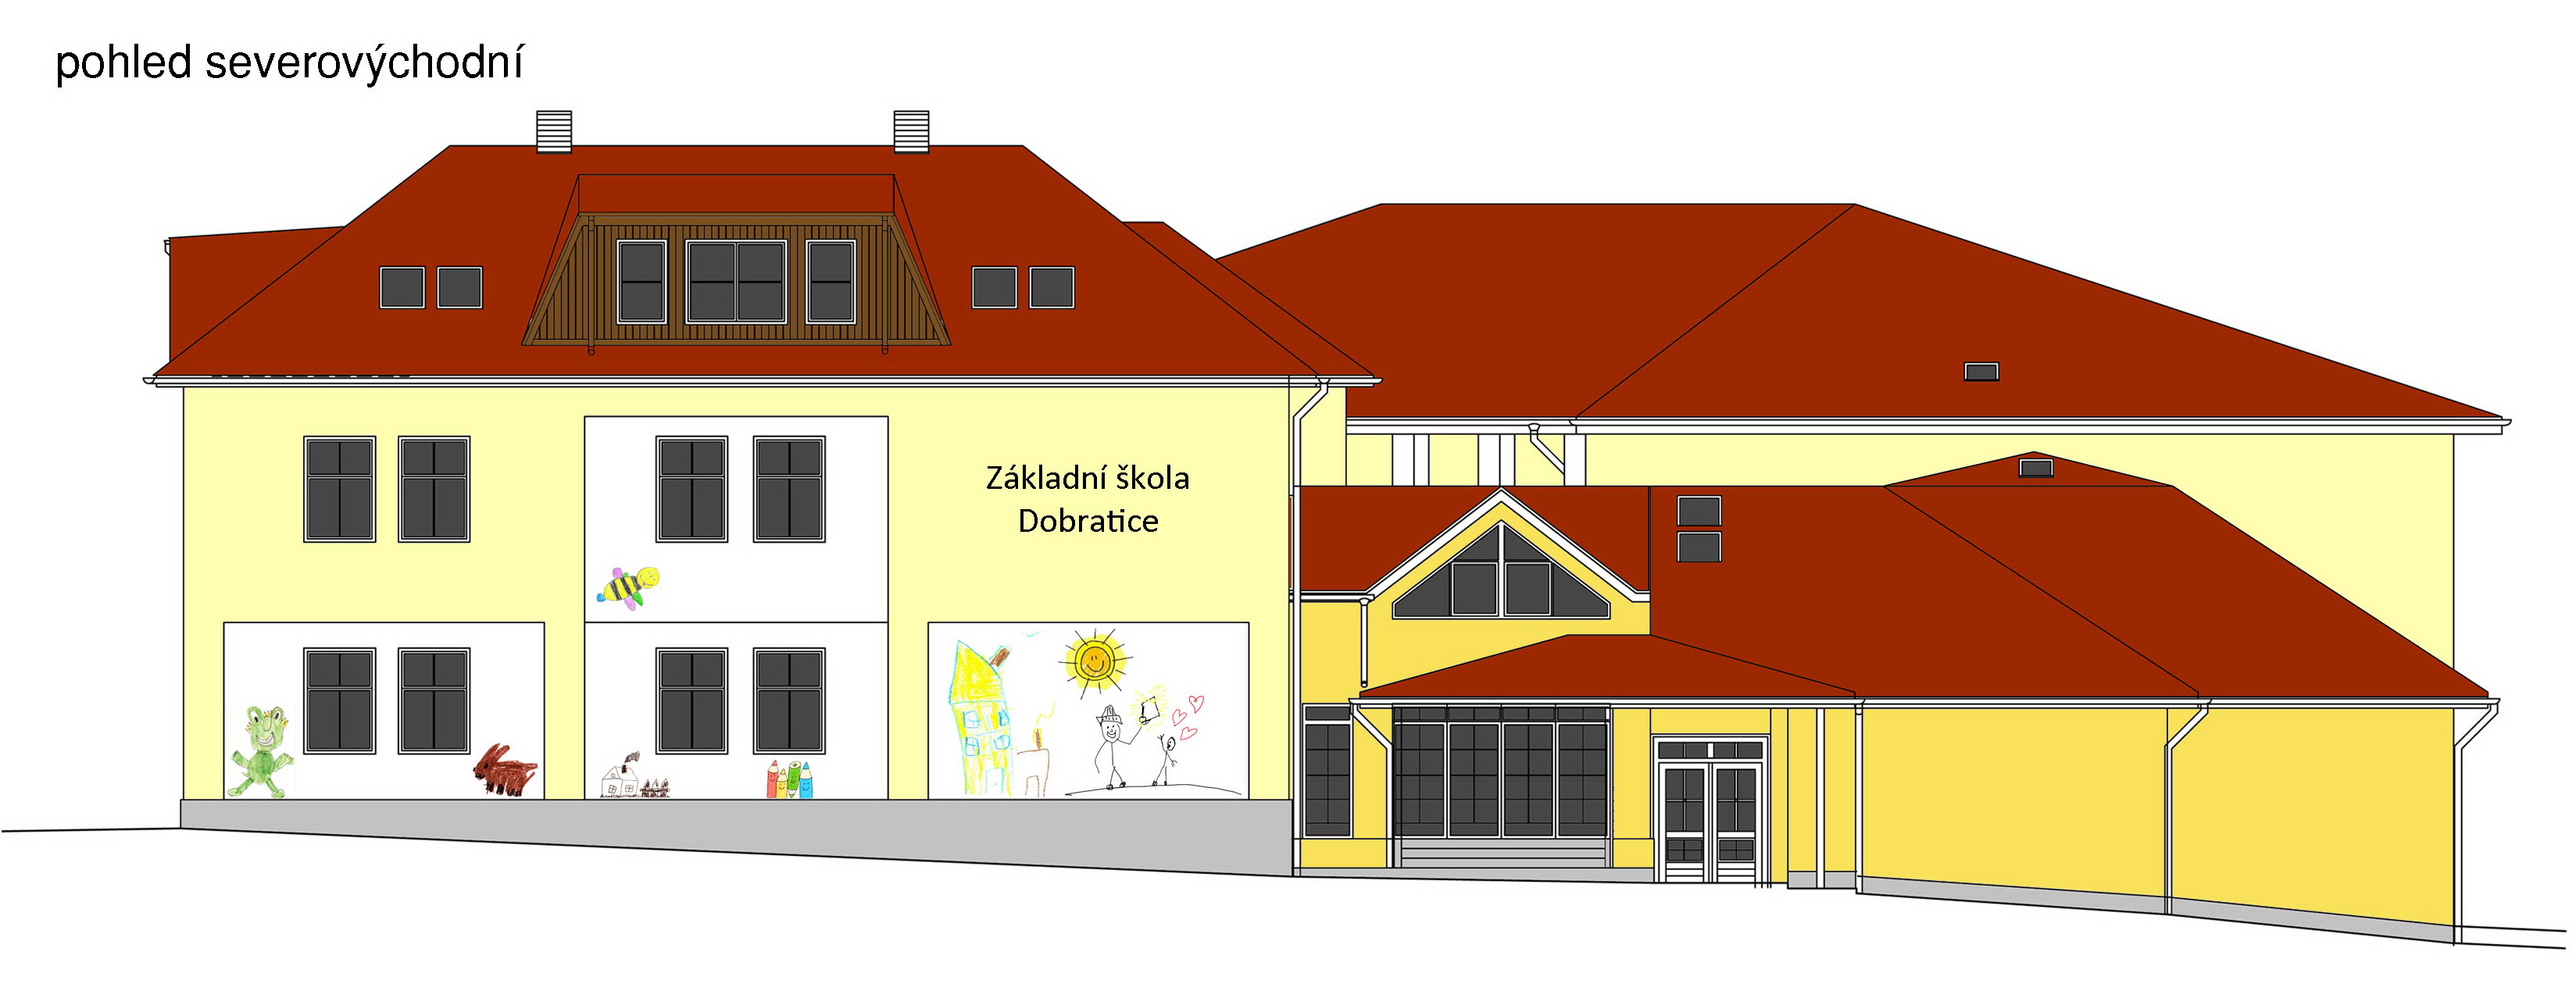 pohled severovýchodní
Základní škola
Dobratice